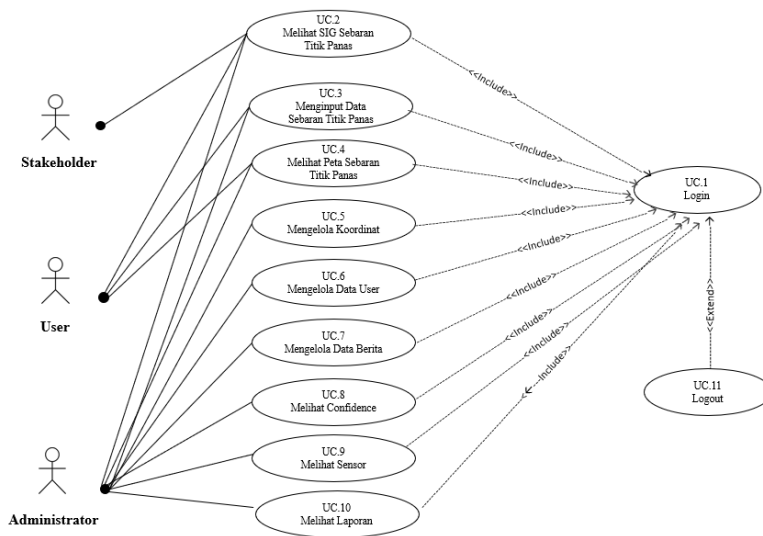 UC.2
Melihat SIG Sebaran
Titik Panas
<<Include>>
UC.3
Menginput Data
Sebaran Titik Panas
<<Include>>
Stakeholder
UC.4
Melihat Peta Sebaran
Titik Panas
<<Include>>
UC.1
Login
UC.5
Mengelola Koordinat
<<Include>>
UC.6
Mengelola Data User
<<Include>>
User
UC.7
Mengelola Data Berita
<<Include>>
<<Extend>>
UC.8
Melihat Confidence
<<Include>>
UC.11
Logout
UC.9
Melihat Sensor
<<Include>>
UC.10
Melihat Laporan
<<Include>>
Administrator